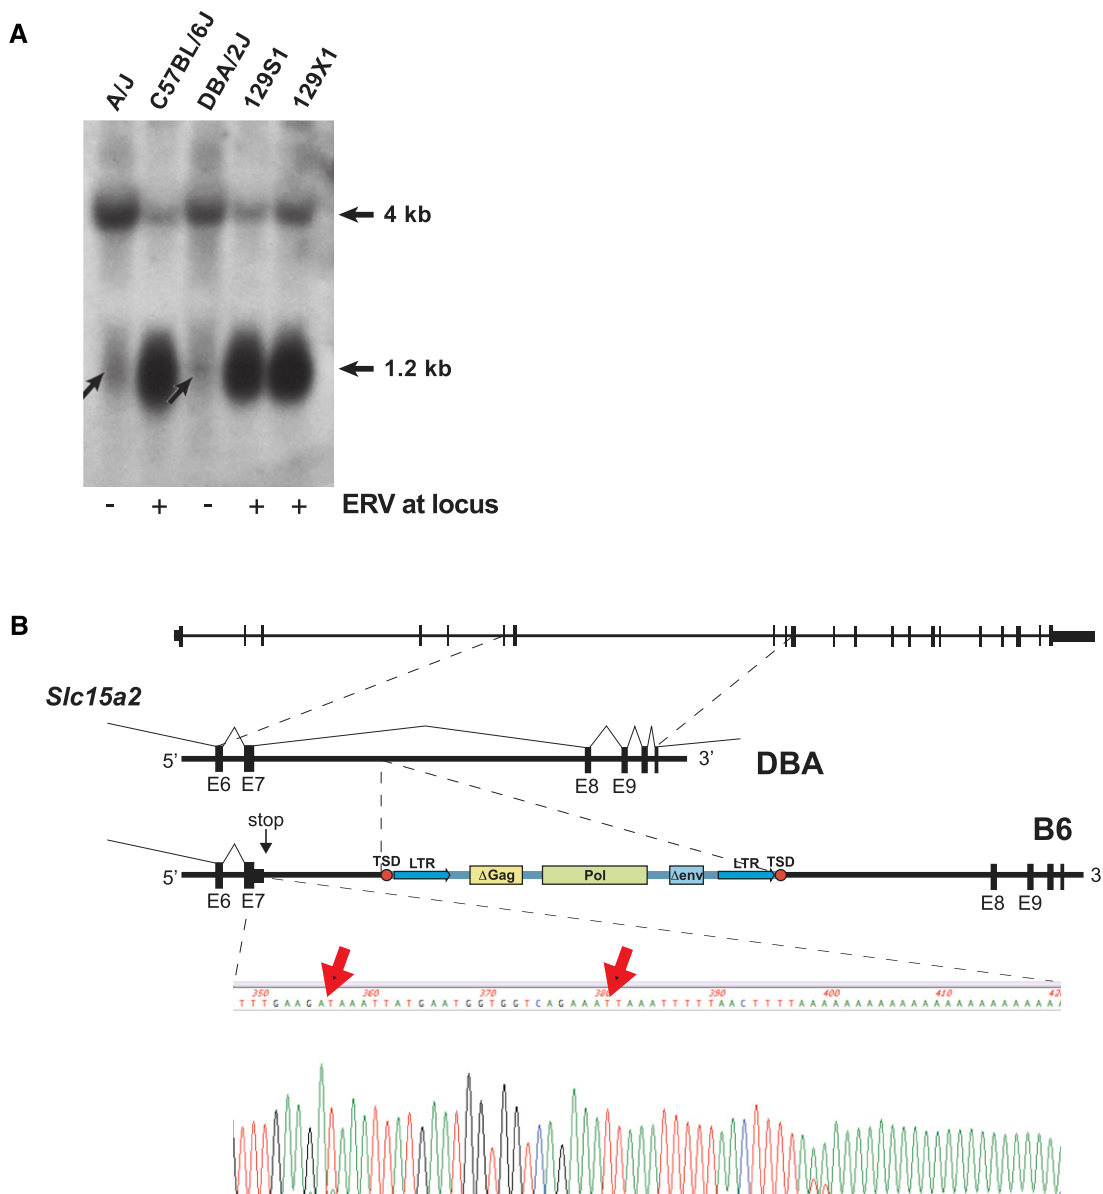 A
A/J C57BL/6J DBA/2J 129S1 129X1
4 kb
1.2 kb
- + - + + ERV at locus
B
Slc15a2
5' 3' DBA
E6 E7 E8 E9
stop B6
TSD LTR LTR TSD
5' ΔGag Pol Δenv 3
E6 E7 E8 E9
350 360 370 380 390 400 410 420
TTTGAAGATAAATTATGAATGGTGGTCAGAAATTAAATTTTTAACTTTTAAAAAAAAAAAAAAAAAAAAAAAA